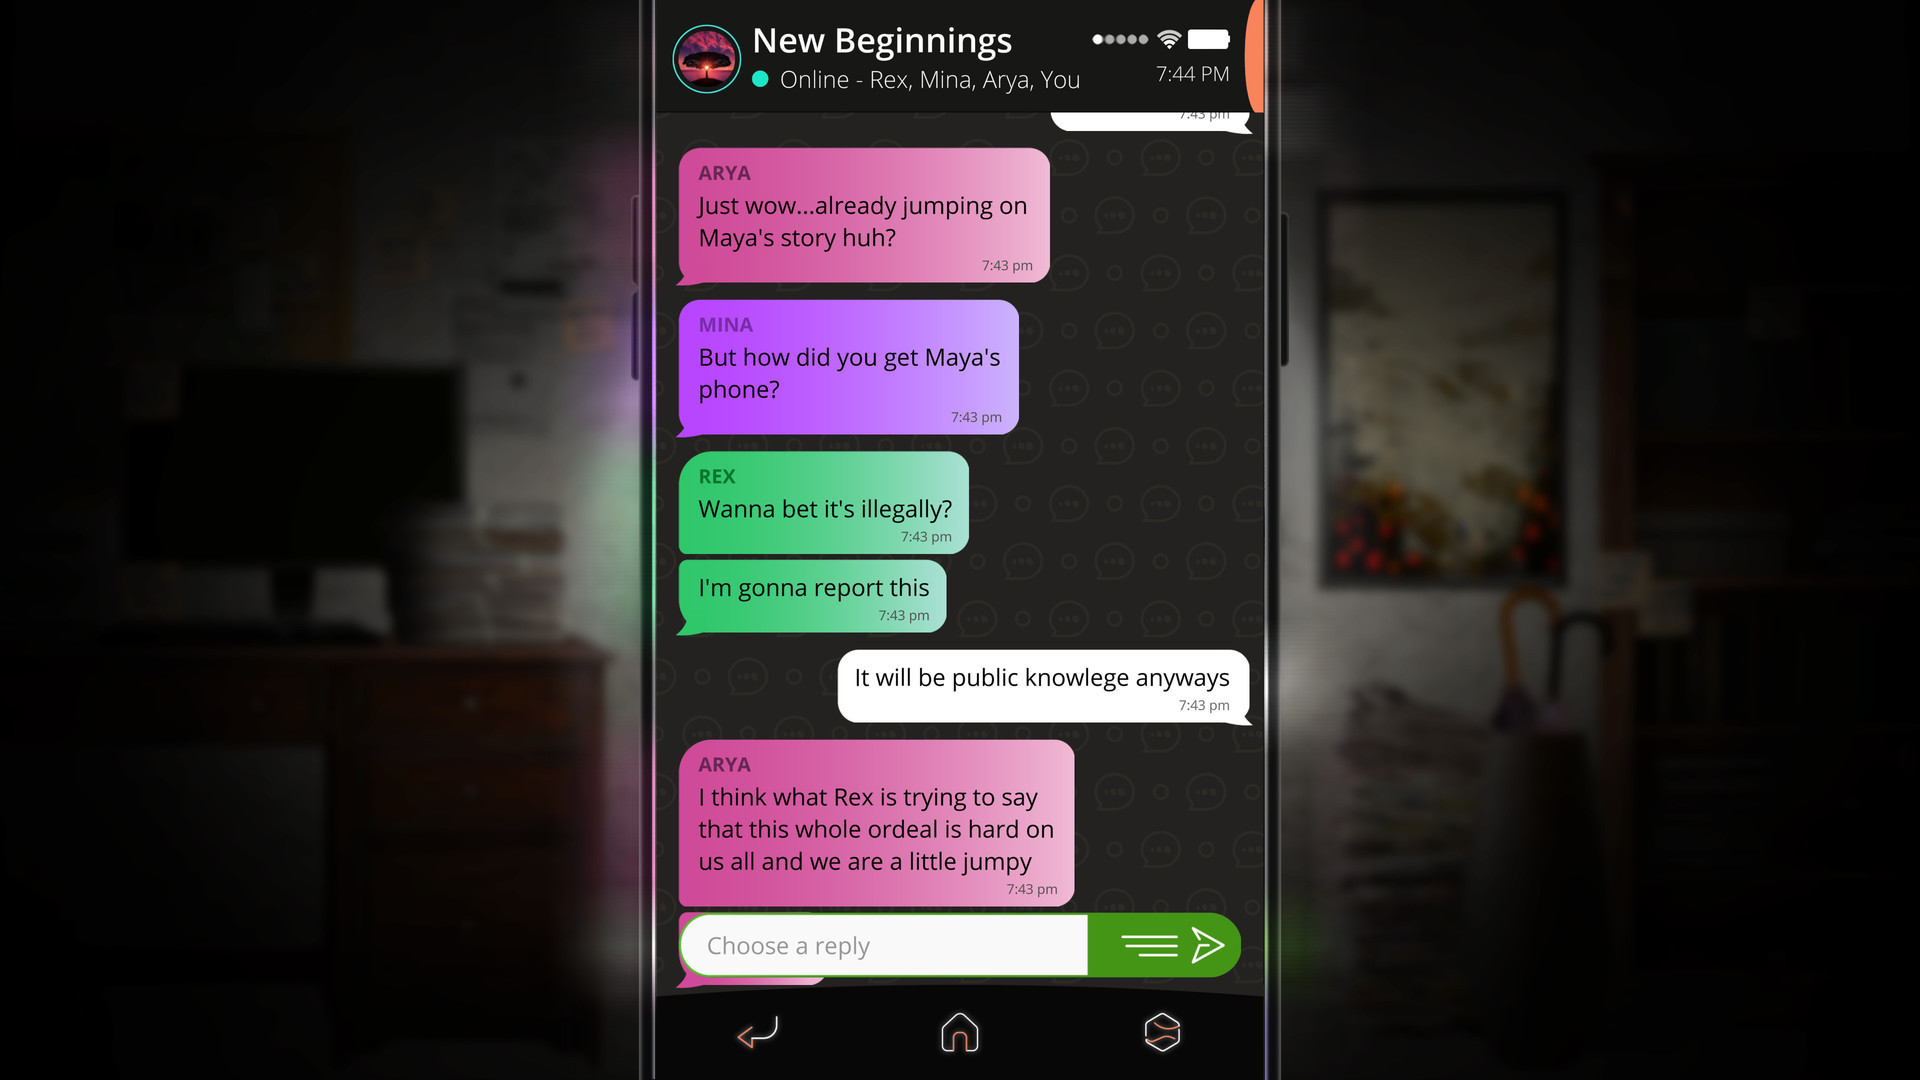 New Beginnings
Online - Rex, Mina, Arya, You
7:44 PM
7:43 pm
ARYA
Just wow...already jumping on
Maya's story huh?
7:43 pm
MINA
But how did you get Maya's
phone?
7:43 pm
REX
Wanna bet it's illegally?
7:43 pm
I'm gonna report this
7:43 pm
It will be public knowlege anyways
7:43 pm
ARYA
I think what Rex is trying to say
that this whole ordeal is hard on
us all and we are a little jumpy
7:43 pm
Choose a reply